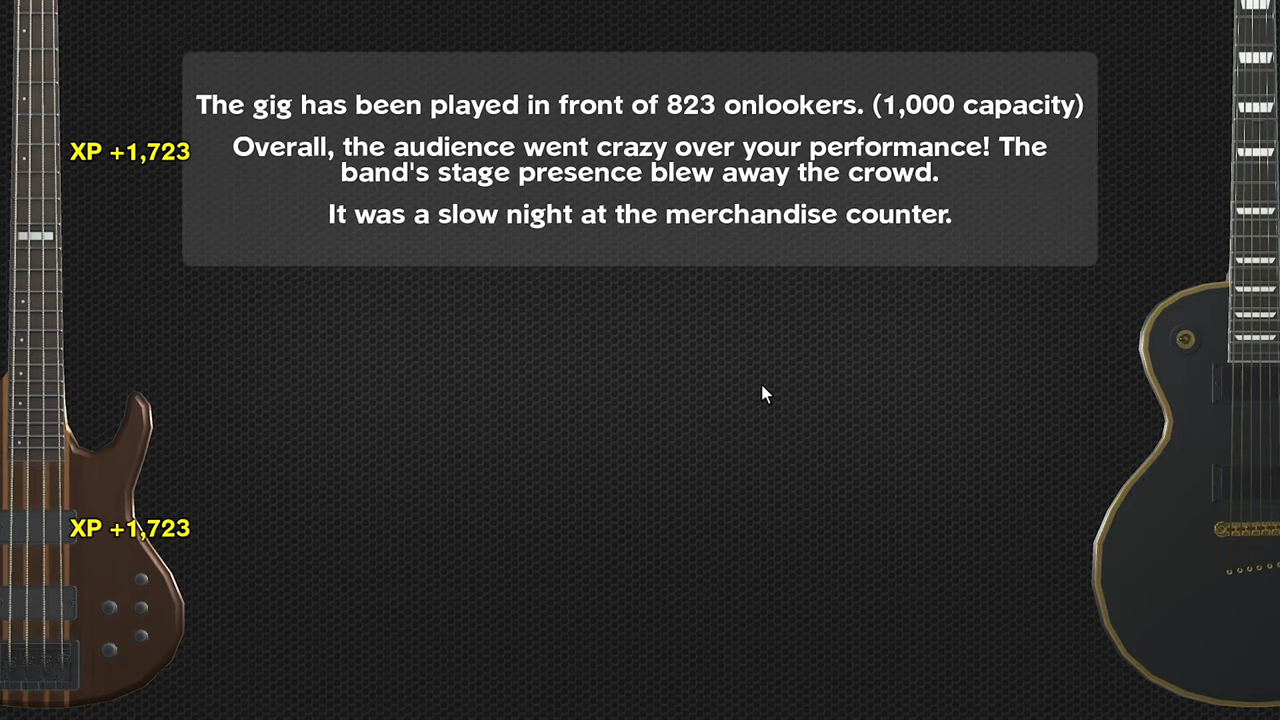 The gig has been played in front of 823 onlookers. (1,000 capacity)
XP +1,723
Overall, the audience went crazy over your performance! The
band's stage presence blew away the crowd.
It was a slow night at the merchandise counter.
XP +1,723